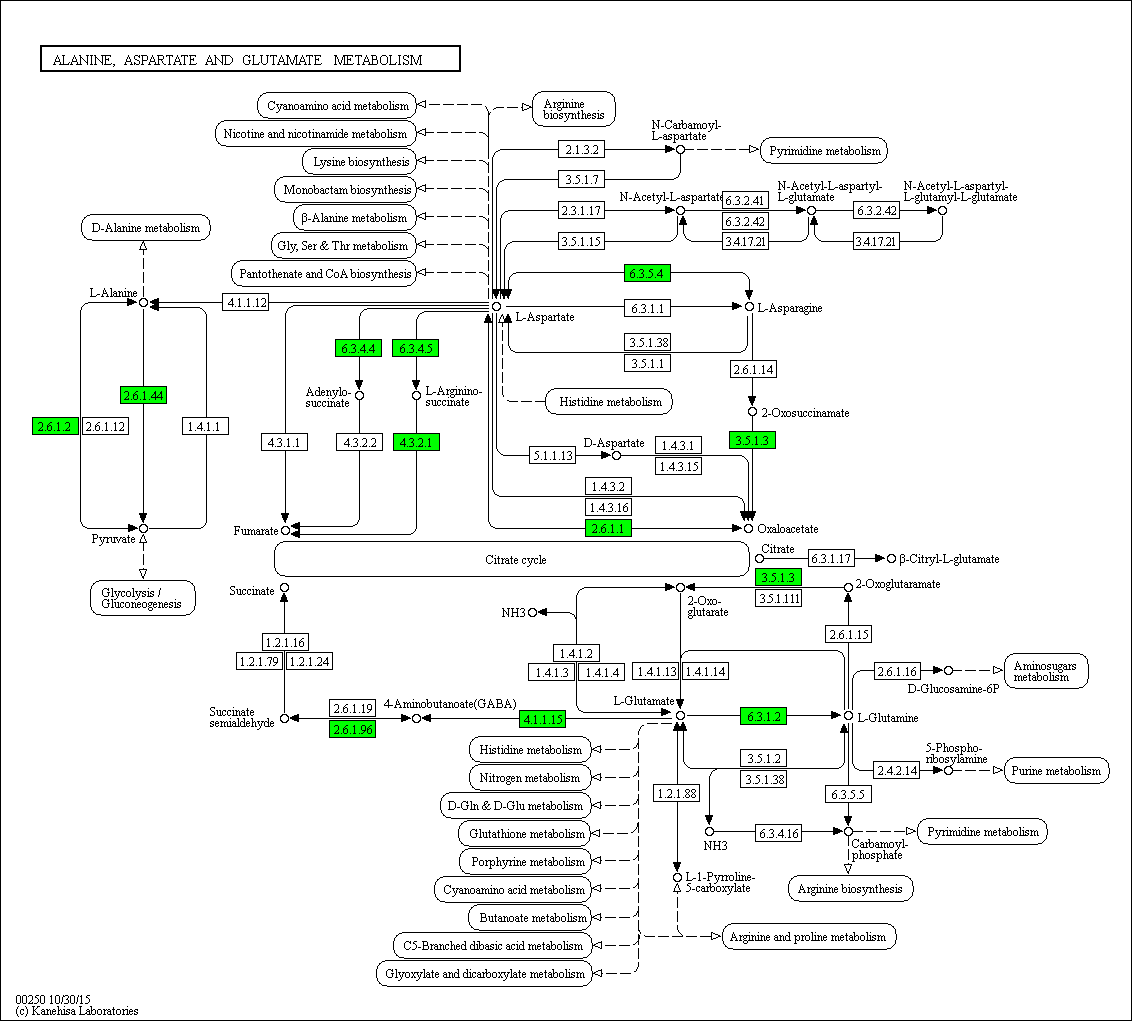 ALANINE, ASPARTATE AND GLUTAMATE METABOLISM
Cyanoamino acid metabolism
Arginine
biosynthesis
Nicotine and nicotinamide metabolism
N-Carbamoyl-
L-aspartate
2.1.3.2
Pyrimidine metabolism
Lysine biosynthesis
3.5.1.7
Monobactam biosynthesis
N-Acetyl-L-aspartate
6.3.2.41
N-Acetyl-L-aspartyl-
L-glutamate
N-Acetyl-L-aspartyl-
L-glutamyl-L-glutamate
β-Alanine metabolism
2.3.1.17
6.3.2.42
6.3.2.42
D-Alanine metabolism
Gly, Ser & Thr metabolism
3.5.1.15
3.4.17.21
3.4.17.21
Pantothenate and CoA biosynthesis
6.3.5.4
L-Alanine
4.1.1.12
L-Aspartate
6.3.1.1
L-Asparagine
6.3.4.4
6.3.4.5
3.5.1.38
3.5.1.1
2.6.1.14
2.6.1.44
Adenylo-
succinate
L-Arginino-
succinate
Histidine metabolism
2-Oxosuccinamate
2.6.1.2
2.6.1.12
1.4.1.1
4.3.1.1
4.3.2.2
4.3.2.1
D-Aspartate
1.4.3.1
3.5.1.3
5.1.1.13
1.4.3.15
1.4.3.2
1.4.3.16
Pyruvate
Fumarate
2.6.1.1
Oxaloacetate
Citrate cycle
Citrate
6.3.1.17
β-Citryl-L-glutamate
Glycolysis /
Gluconeogenesis
Succinate
3.5.1.3
3.5.1.111
2-Oxoglutaramate
NH3
2-Oxo-
glutarate
1.2.1.16
1.2.1.79
1.2.1.24
1.4.1.2
1.4.1.3
1.4.1.4
1.4.1.13
1.4.1.14
2.6.1.15
2.6.1.16
D-Glucosamine-6P
Aminosugars
metabolism
Succinate
semialdehyde
2.6.1.19
2.6.1.96
4-Aminobutanoate(GABA)
4.1.1.15
L-Glutamate
6.3.1.2
L-Glutamine
Histidine metabolism
Nitrogen metabolism
D-Gln & D-Glu metabolism
Glutathione metabolism
Porphyrine metabolism
Cyanoamino acid metabolism
Butanoate metabolism
C5-Branched dibasic acid metabolism
Glyoxylate and dicarboxylate metabolism
3.5.1.2
3.5.1.38
2.4.2.14
5-Phospho-
ribosylamine
Purine metabolism
1.2.1.88
6.3.5.5
NH3
6.3.4.16
Carbamoyl-
phosphate
Pyrimidine metabolism
L-1-Pyrroline-
5-carboxylate
Arginine biosynthesis
Arginine and proline metabolism
00250 10/30/15
(c) Kanehisa Laboratories